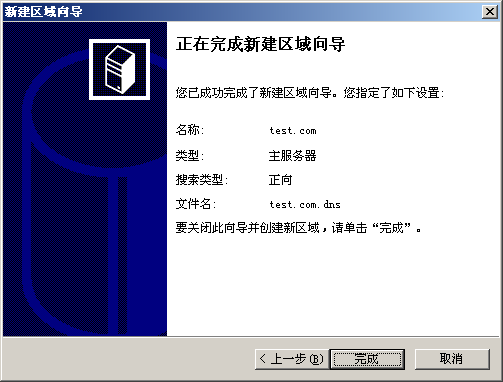 新建区域向导
正在完成新建区域向导
您已成功完成了新建区域向导。您指定了如下设置:
名称: test.com
类型: 主服务器
搜索类型: 正向
文件名: test.com.dns
要关闭此向导并创建新区域，请单击“完成”。
< 上一步(B) 完成 取消